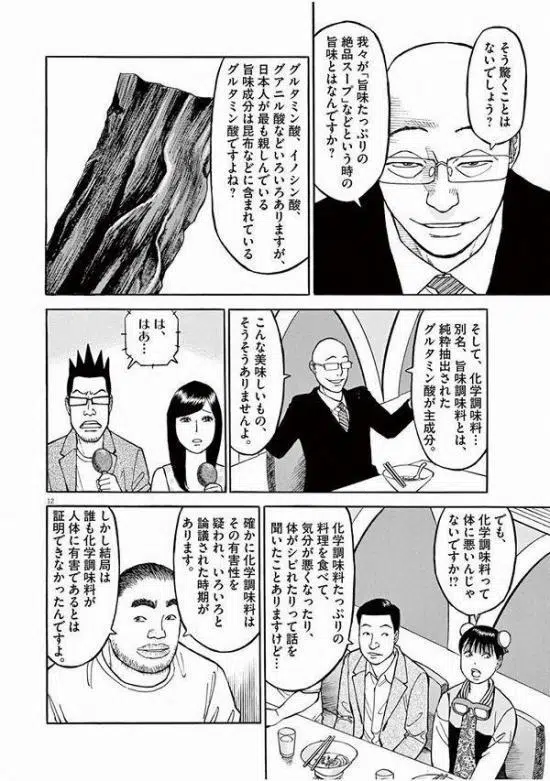 そう驚くことは
ないでしょう？
我々が「旨味たっぷりの
絶品スープ」などという時の
旨味とはなんですか？
グルタミン酸、イノシン酸、
グアニル酸などいろいろありますが、
日本人が最も親しんでいる
旨味成分は昆布などに含まれている
グルタミン酸ですよね？
そして、化学調味料…
別名、旨味調味料とは、
純粋抽出された
グルタミン酸が主成分。
こんな美味しいもの、
そうそうありませんよ。
は、
はあ…
12
でも、
化学調味料って
体に悪いんじゃ
ないですか!?
化学調味料たっぷりの
料理を食べて、
気分が悪くなったり、
体がシビれたりって話を
聞いたことありますけど…
確かに化学調味料は
その有害性を
疑われ、いろいろと
論議された時期が
あります。
しかし結局は
誰も化学調味料が
人体に有害であるとは
証明できなかったんですよ。